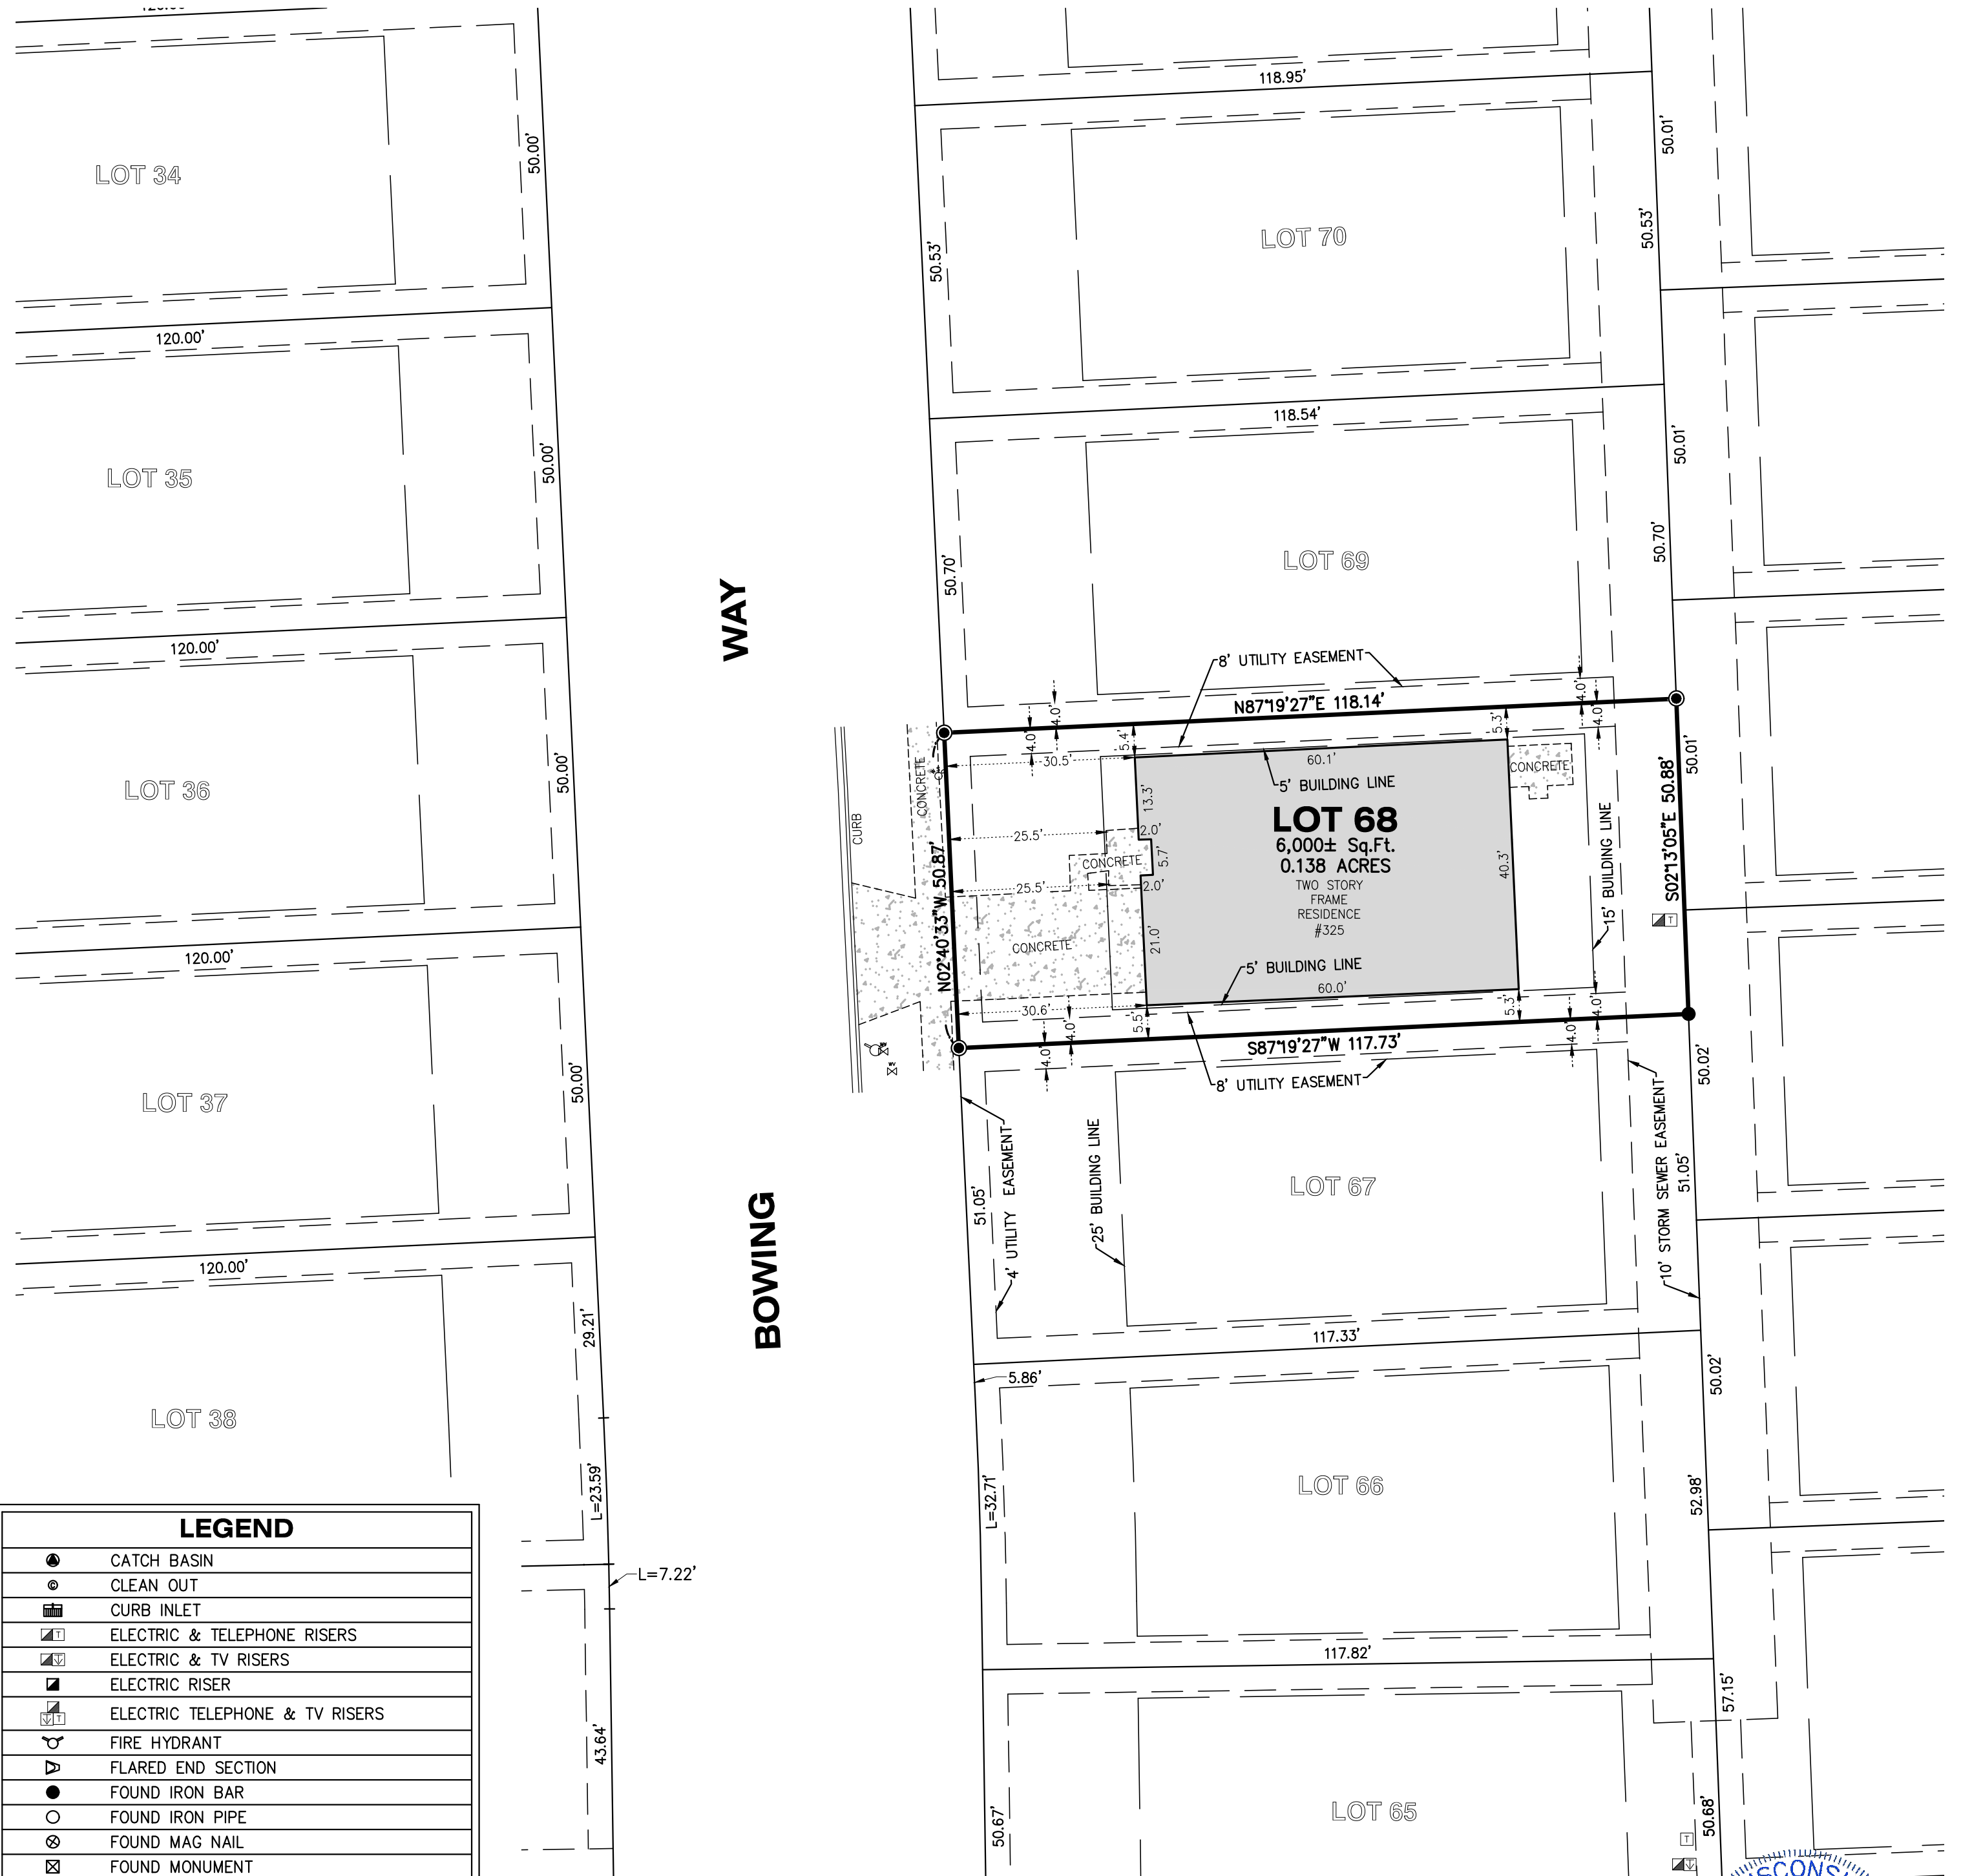 118.95'
LOT 34
50.00'
50.01'
LOT 70
50.53'
50.53'
120.00'
118.54'
LOT 35
50.00'
50.01'
LOT 69
50.70'
50.70'
WAY
120.00'
8' UTILITY EASEMENT
N87°19'27"E 118.14'
4.0'
4.0'
4.0'
4.0'
5.4'
5.3'
30.5'
60.1'
CONCRETE
CONCRETE
5' BUILDING LINE
LOT 36
50.00'
50.01'
S02°13'05"E 50.88'
13.3'
LOT 68
6,000± Sq.Ft.
0.138 ACRES
TWO STORY
FRAME
RESIDENCE
#325
CURB
25.5'
2.0'
5.7'
CONCRETE
40.3'
15' BUILDING LINE
25.5'
2.0'
N02°40'33"W 50.87'
CONCRETE
21.0'
5' BUILDING LINE
120.00'
60.0'
30.6'
5.5'
5.3'
4.0'
4.0'
4.0'
4.0'
S87°19'27"W 117.73'
8' UTILITY EASEMENT
50.02'
LOT 37
50.00'
4' UTILITY EASEMENT
25' BUILDING LINE
10' STORM SEWER EASEMENT
LOT 67
51.05'
51.05'
BOWING
120.00'
29.21'
117.33'
5.86'
50.02'
LOT 38
L=23.59'
L=32.71'
LOT 66
52.98'
L=7.22'
117.82'
57.15'
43.64'
50.67'
LOT 65
50.68'
T
T
LEGEND
CATCH BASIN
© CLEAN OUT
CURB INLET
T ELECTRIC & TELEPHONE RISERS
ELECTRIC & TV RISERS
ELECTRIC RISER
T ELECTRIC TELEPHONE & TV RISERS
FIRE HYDRANT
FLARED END SECTION
FOUND IRON BAR
FOUND IRON PIPE
FOUND MAG NAIL
FOUND MONUMENT